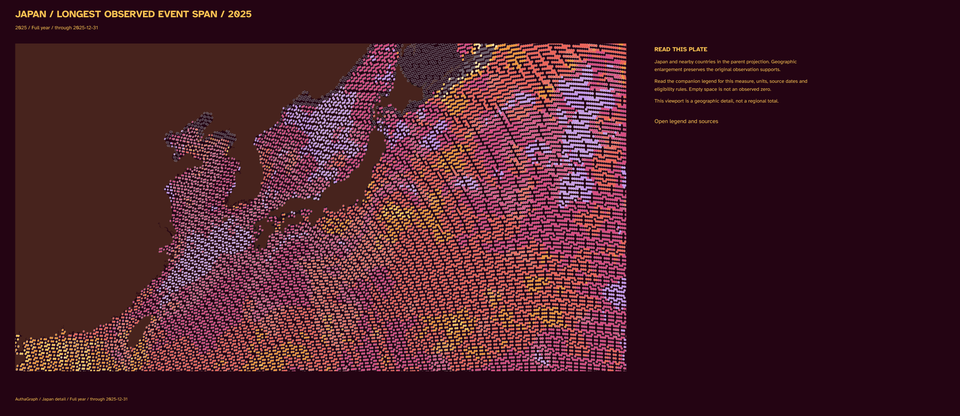 JAPAN / LONGEST OBSERVED EVENT SPAN / 2025
2025 / Full year / through 2025-12-31
READ THIS PLATE
Japan and nearby countries in the parent projection. Geographic
enlargement preserves the original observation supports.
Read the companion legend for this measure, units, source dates and
eligibility rules. Empty space is not an observed zero.
This viewport is a geographic detail, not a regional total.
Open legend and sources
AuthaGraph / Japan detail / Full year / through 2025-12-31